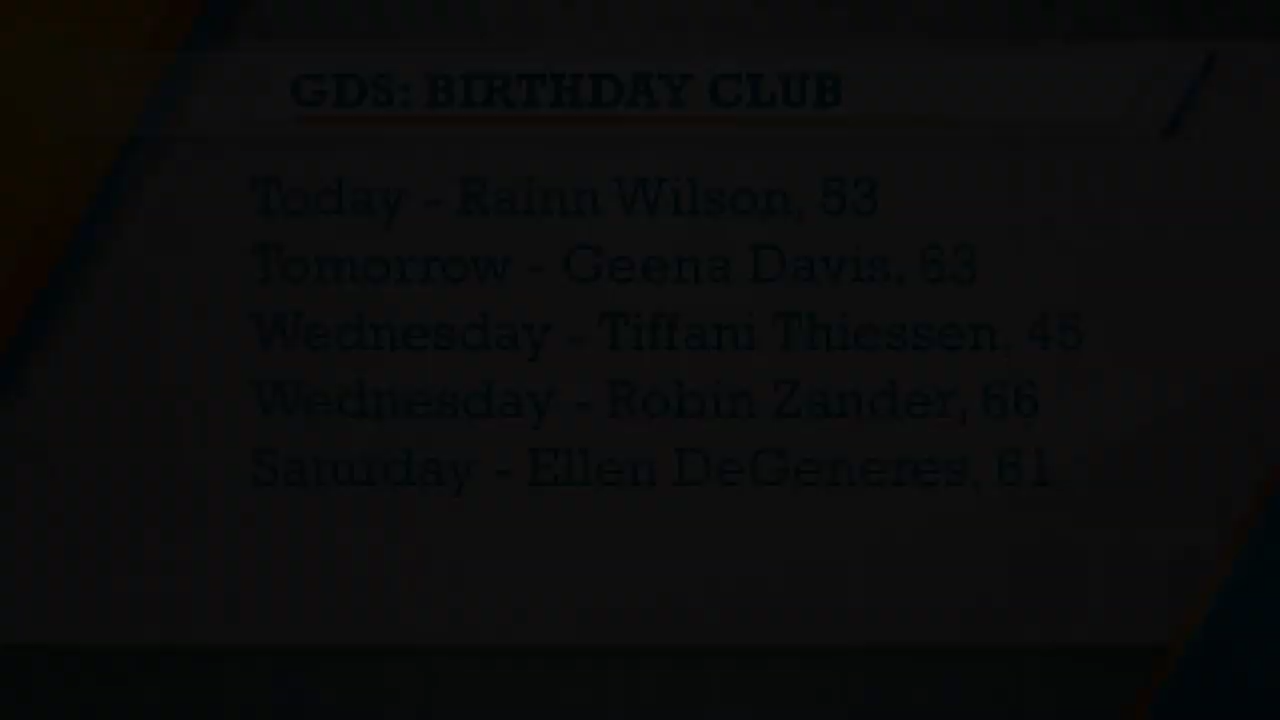 GDS: BIRTHDAY CLUB
Today - Rainn Wilson, 53
Tomorrow - Geena Davis, 63
Wednesday - Tiffani Thiessen, 45
Wednesday - Robin Zander, 66
Saturday - Ellen DeGeneres, 61